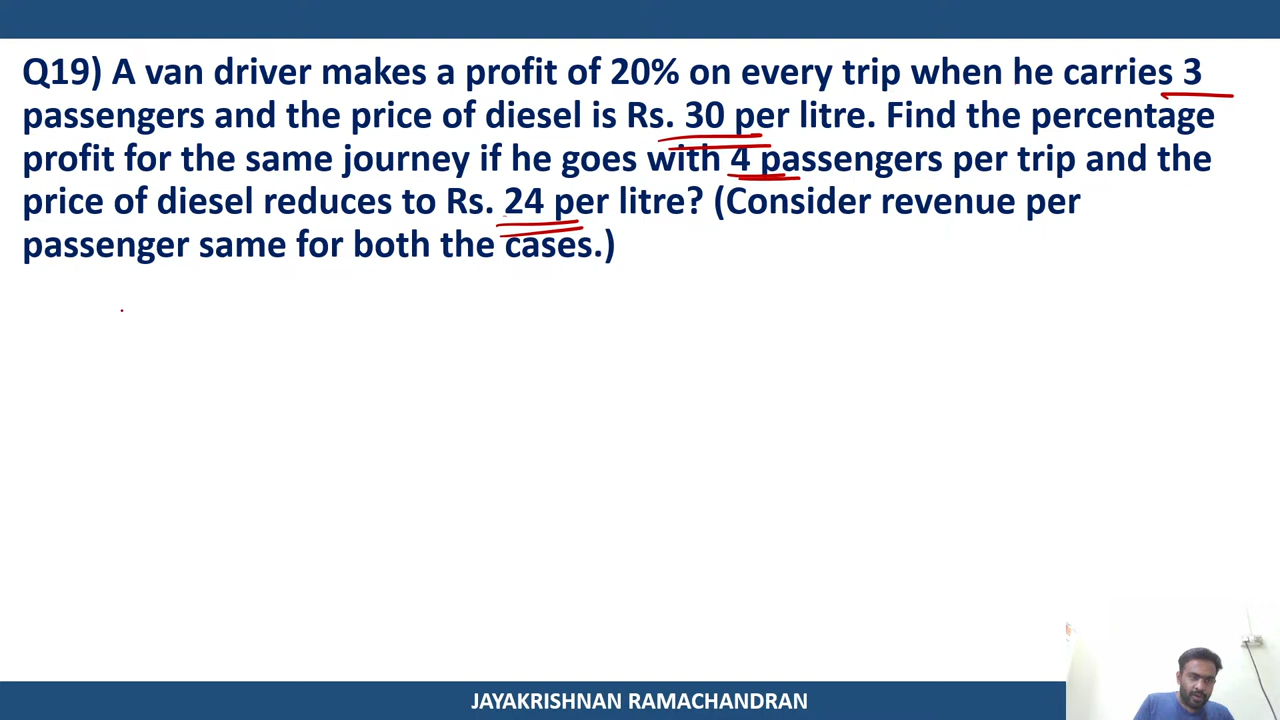 Q19) A van driver makes a profit of 20% on every trip when he carries 3
passengers and the price of diesel is Rs. 30 per litre. Find the percentage
profit for the same journey if he goes with 4 passengers per trip and the
price of diesel reduces to Rs. 24 per litre? (Consider revenue per
passenger same for both the cases.)
JAYAKRISHNAN RAMACHANDRAN